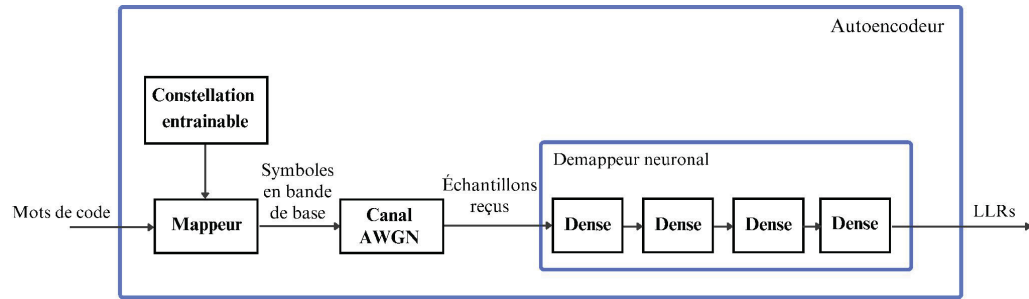 Autoencodeur
Constellation
entrainable
Demappeur neuronal
Symboles
en bande
de base
Échantillons
reçus
Mots de code
Mappeur
Canal
AWGN
Dense
Dense
Dense
Dense
LLRs